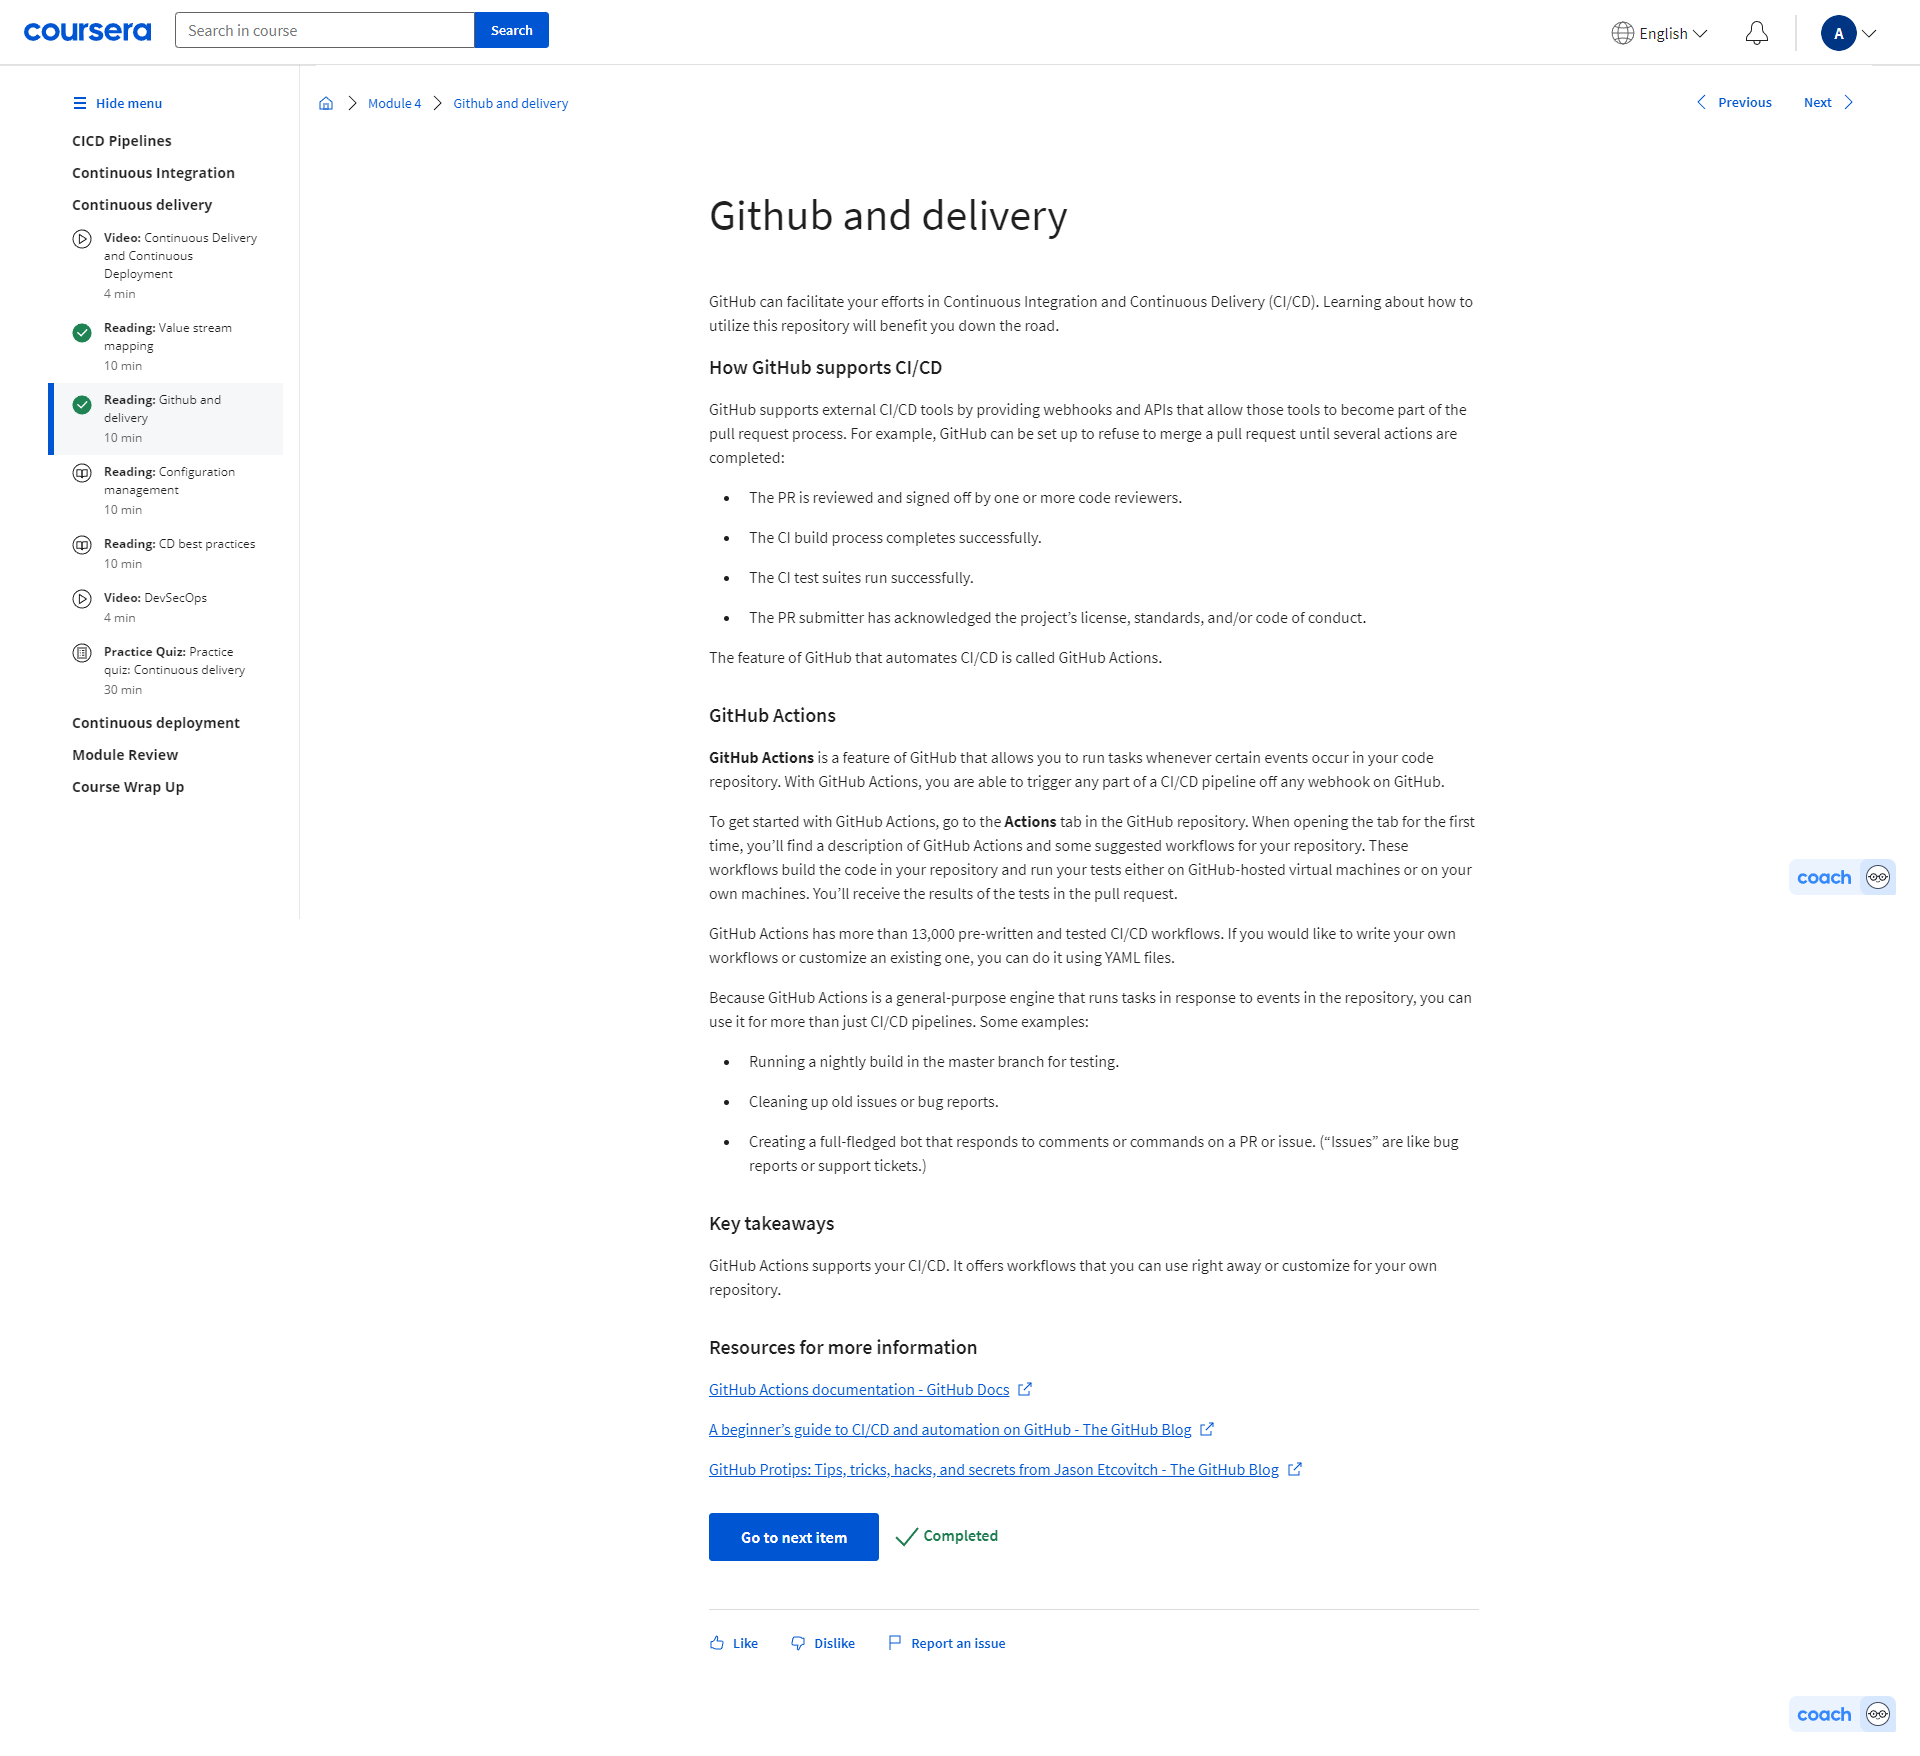 coursera
Search in course
Search
English
A
Hide menu
CICD Pipelines
Continuous Integration
Continuous delivery
Video: Continuous Delivery
and Continuous
Deployment
4 min
Reading: Value stream
mapping
10 min
Reading: Github and
delivery
10 min
Reading: Configuration
management
10 min
Reading: CD best practices
10 min
Video: DevSecOps
4 min
Practice Quiz: Practice
quiz: Continuous delivery
30 min
Continuous deployment
Module Review
Course Wrap Up
Module 4
Github and delivery
Previous
Next
Github and delivery
GitHub can facilitate your efforts in Continuous Integration and Continuous Delivery (CI/CD). Learning about how to
utilize this repository will benefit you down the road.
How GitHub supports CI/CD
GitHub supports external CI/CD tools by providing webhooks and APIs that allow those tools to become part of the
pull request process. For example, GitHub can be set up to refuse to merge a pull request until several actions are
completed:
• The PR is reviewed and signed off by one or more code reviewers.
• The CI build process completes successfully.
• The CI test suites run successfully.
• The PR submitter has acknowledged the project’s license, standards, and/or code of conduct.
The feature of GitHub that automates CI/CD is called GitHub Actions.
GitHub Actions
GitHub Actions is a feature of GitHub that allows you to run tasks whenever certain events occur in your code
repository. With GitHub Actions, you are able to trigger any part of a CI/CD pipeline off any webhook on GitHub.
To get started with GitHub Actions, go to the Actions tab in the GitHub repository. When opening the tab for the first
time, you’ll find a description of GitHub Actions and some suggested workflows for your repository. These
workflows build the code in your repository and run your tests either on GitHub-hosted virtual machines or on your
own machines. You’ll receive the results of the tests in the pull request.
GitHub Actions has more than 13,000 pre-written and tested CI/CD workflows. If you would like to write your own
workflows or customize an existing one, you can do it using YAML files.
Because GitHub Actions is a general-purpose engine that runs tasks in response to events in the repository, you can
use it for more than just CI/CD pipelines. Some examples:
• Running a nightly build in the master branch for testing.
• Cleaning up old issues or bug reports.
• Creating a full-fledged bot that responds to comments or commands on a PR or issue. (“Issues” are like bug
reports or support tickets.)
Key takeaways
GitHub Actions supports your CI/CD. It offers workflows that you can use right away or customize for your own
repository.
Resources for more information
GitHub Actions documentation - GitHub Docs
A beginner’s guide to CI/CD and automation on GitHub - The GitHub Blog
GitHub Protips: Tips, tricks, hacks, and secrets from Jason Etcovitch - The GitHub Blog
Go to next item
Completed
Like
Dislike
Report an issue
coach
coach